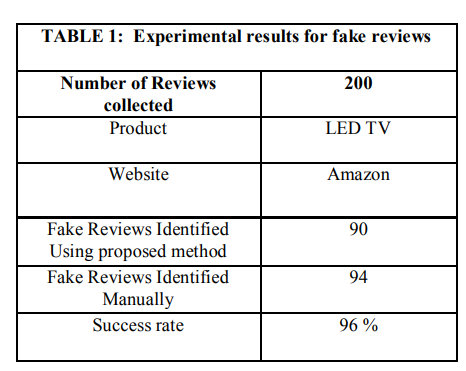 TABLE 1: Experimental results for fake reviews
Number of Reviews
collected
200
Product
LED TV
Website
Amazon
Fake Reviews Identified
Using proposed method
90
Fake Reviews Identified
Manually
94
Success rate
96 %